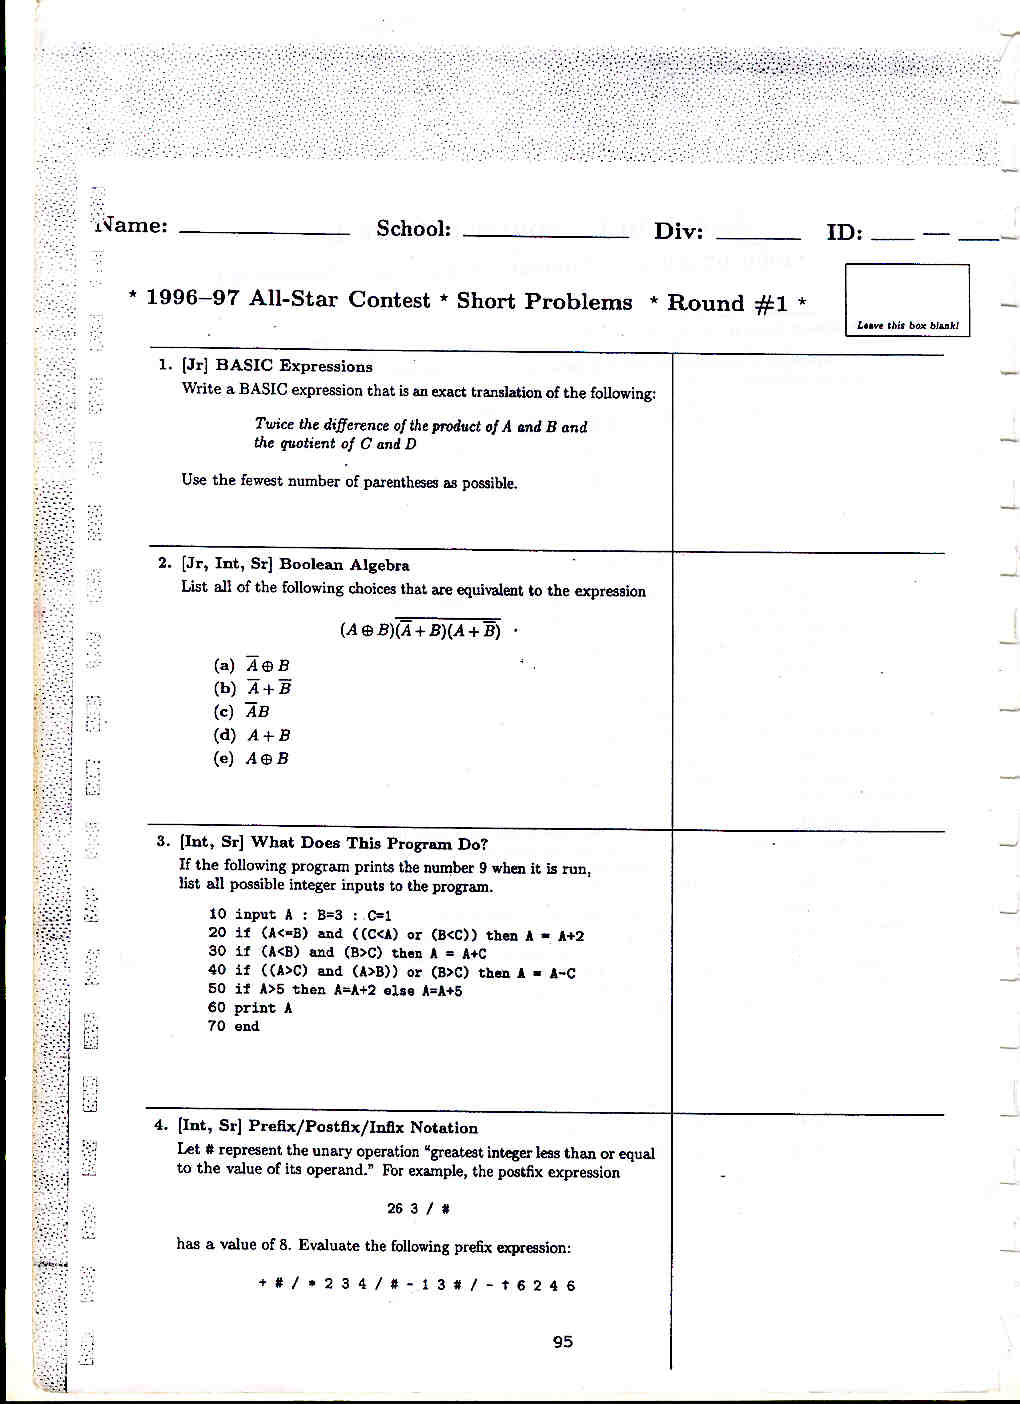 Name: School: Div: ID: — 
* 1996–97 All-Star Contest * Short Problems * Round #1 *
Leave this box blank!
1. [Jr] BASIC Expressions
Write a BASIC expression that is an exact translation of the following:
Twice the difference of the product of A and B and
the quotient of C and D
Use the fewest number of parentheses as possible.
2. [Jr, Int, Sr] Boolean Algebra
List all of the following choices that are equivalent to the expression
(A ⊕ B)(\overline{(\overline{A} + B)(A + \overline{B})})
(a) \overline{A} ⊕ B
(b) \overline{A} + \overline{B}
(c) \overline{A}B
(d) A + B
(e) A ⊕ B
3. [Int, Sr] What Does This Program Do?
If the following program prints the number 9 when it is run,
list all possible integer inputs to the program.
10 input A : B=3 : C=1
20 if (A<=B) and ((C<A) or (B<C)) then A = A+2
30 if (A<B) and (B>C) then A = A+C
40 if ((A>C) and (A>B)) or (B>C) then A = A-C
50 if A>5 then A=A+2 else A=A+5
60 print A
70 end
4. [Int, Sr] Prefix/Postfix/Infix Notation
Let # represent the unary operation "greatest integer less than or equal
to the value of its operand." For example, the postfix expression
26 3 / #
has a value of 8. Evaluate the following prefix expression:
+ # / * 2 3 4 / # - 1 3 # / - ↑ 6 2 4 6
95